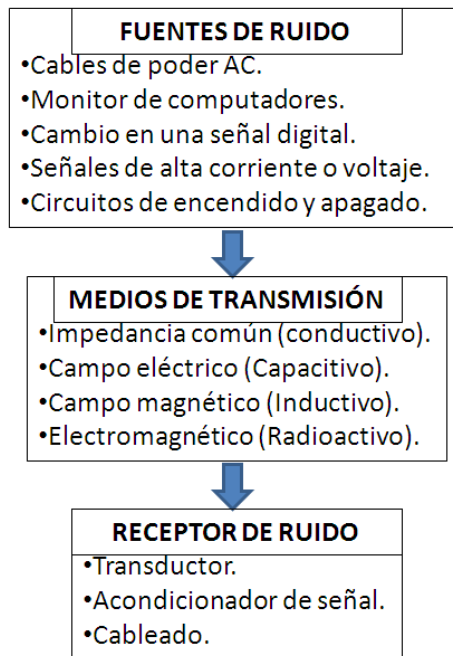 FUENTES DE RUIDO
•Cables de poder AC.
•Monitor de computadores.
•Cambio en una señal digital.
•Señales de alta corriente o voltaje.
•Circuitos de encendido y apagado.
MEDIOS DE TRANSMISIÓN
•Impedancia común (conductivo).
•Campo eléctrico (Capacitivo).
•Campo magnético (Inductivo).
•Electromagnético (Radioactivo).
RECEPTOR DE RUIDO
•Transductor.
•Acondicionador de señal.
•Cableado.